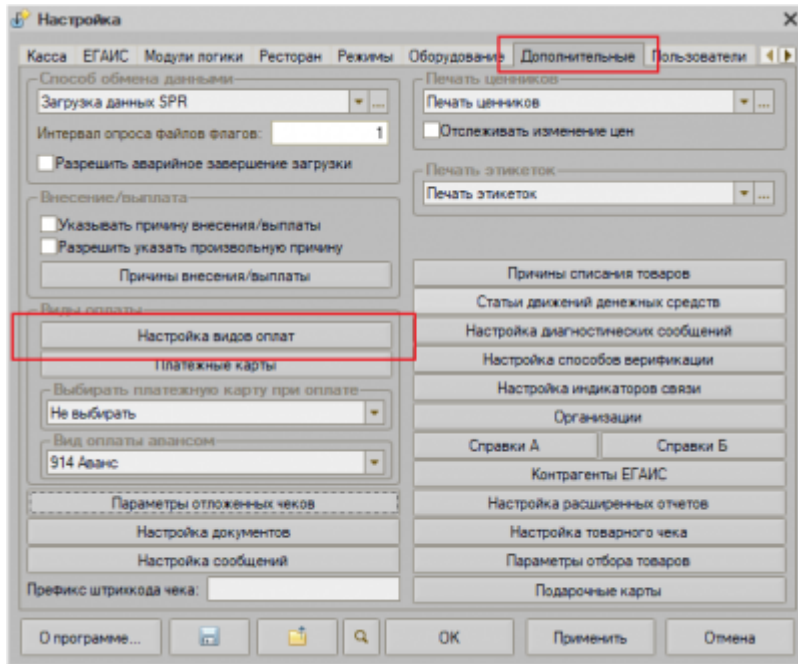 Настройка
Касса ЕГАИС Модули логики Ресторан Режимы Оборудование Дополнительные Пользователи
Способ обмена данными
Загрузка данных SPR
Интервал опроса файлов флагов: 1
Разрешить аварийное завершение загрузки
Внесение/выплата
Указывать причину внесения/выплаты
Разрешить указать произвольную причину
Причины внесения/выплаты
Виды оплаты
Настройка видов оплат
Платежные карты
Выбирать платежную карту при оплате
Не выбирать
Вид оплаты авансом
914 Аванс
Параметры отложенных чеков
Настройка документов
Настройка сообщений
Префикс штрихкода чека:
Печать ценников
Печать ценников
Отслеживать изменение цен
Печать этикеток
Печать этикеток
Причины списания товаров
Статьи движений денежных средств
Настройка диагностических сообщений
Настройка способов верификации
Настройка индикаторов связи
Организации
Справки А Справки Б
Контрагенты ЕГАИС
Настройка расширенных отчетов
Настройка товарного чека
Параметры отбора товаров
Подарочные карты
О программе... ОК Применить Отмена